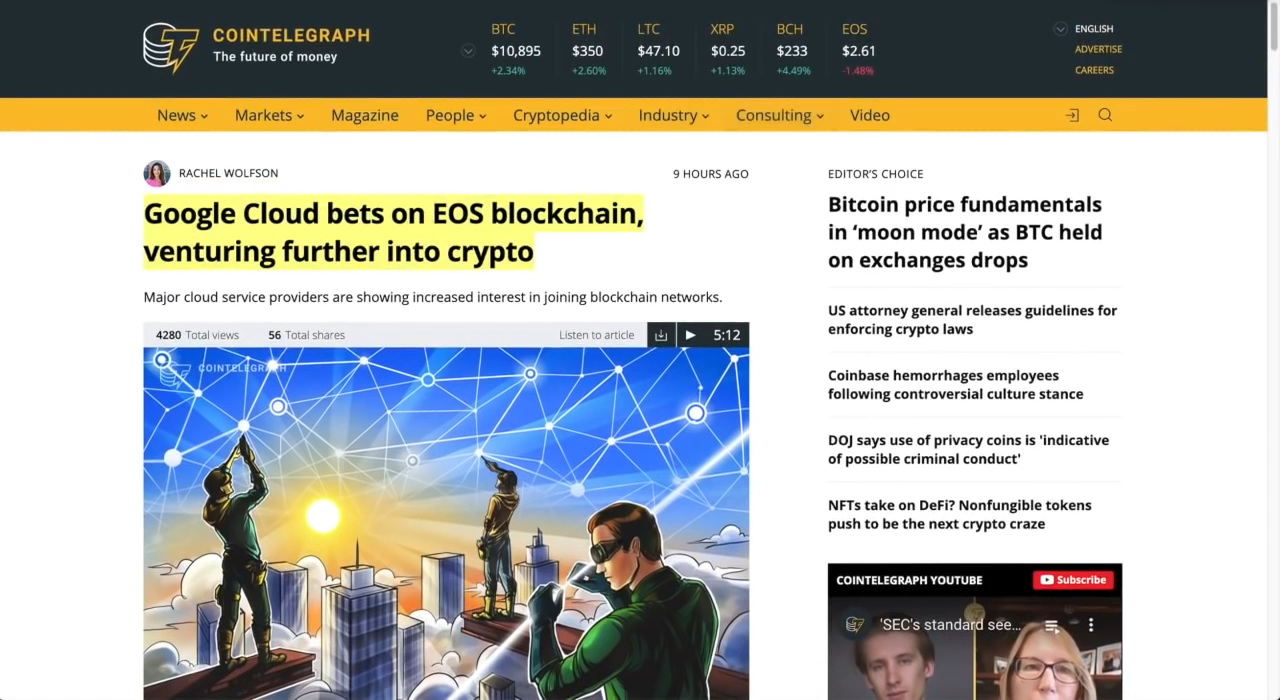 COINTELEGRAPH
The future of money
BTC
$10,895
+2.34%
ETH
$350
+2.60%
LTC
$47.10
+1.16%
XRP
$0.25
+1.13%
BCH
$233
+4.49%
EOS
$2.61
-1.48%
ENGLISH
ADVERTISE
CAREERS
News Markets Magazine People Cryptopedia Industry Consulting Video
RACHEL WOLFSON
9 HOURS AGO
Google Cloud bets on EOS blockchain,
venturing further into crypto
Major cloud service providers are showing increased interest in joining blockchain networks.
4280 Total views 56 Total shares Listen to article 5:12
COINTELEGRAPH
EDITOR'S CHOICE
Bitcoin price fundamentals
in ‘moon mode’ as BTC held
on exchanges drops
US attorney general releases guidelines for
enforcing crypto laws
Coinbase hemorrhages employees
following controversial culture stance
DOJ says use of privacy coins is 'indicative
of possible criminal conduct'
NFTs take on DeFi? Nonfungible tokens
push to be the next crypto craze
COINTELEGRAPH YOUTUBE
Subscribe
'SEC's standard see...